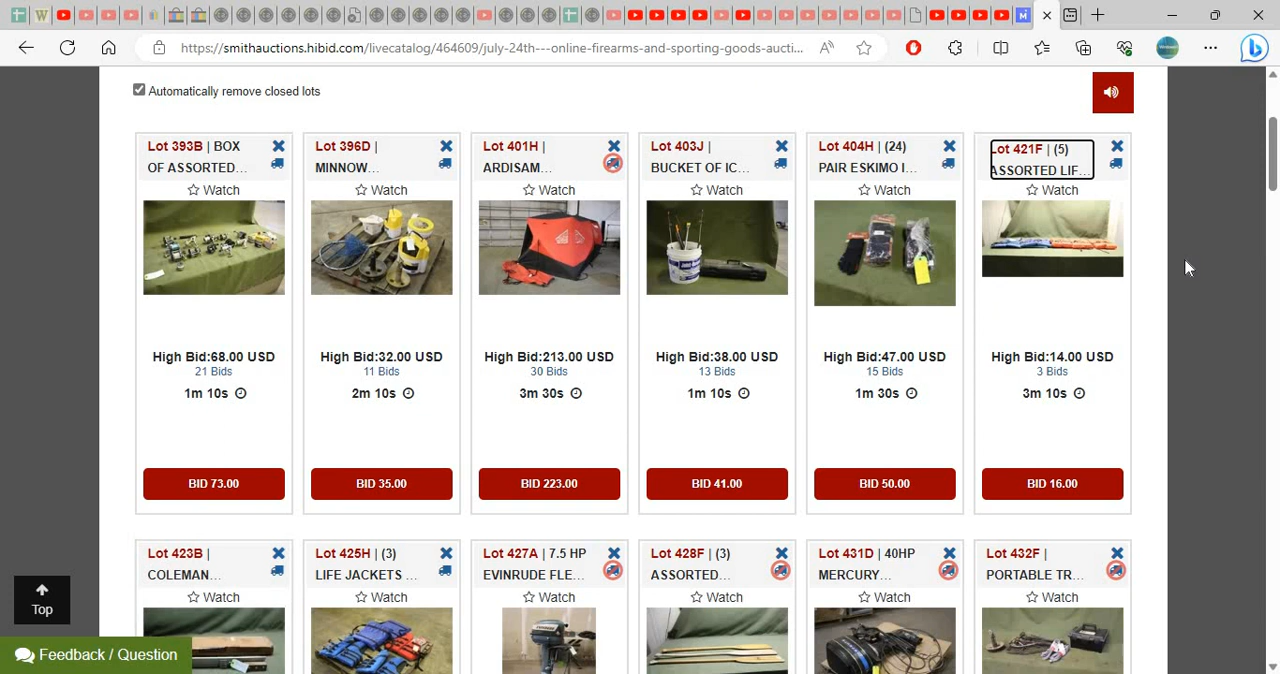 https://smithauctions.hibid.com/livecatalog/464609/july-24th---online-firearms-and-sporting-goods-aucti...
Automatically remove closed lots
Lot 393B | BOX
OF ASSORTED...
Watch
High Bid:68.00 USD
21 Bids
1m 10s
BID 73.00
Lot 396D |
MINNOW...
Watch
High Bid:32.00 USD
11 Bids
2m 10s
BID 35.00
Lot 401H |
ARDISAM...
Watch
High Bid:213.00 USD
30 Bids
3m 30s
BID 223.00
Lot 403J |
BUCKET OF IC...
Watch
High Bid:38.00 USD
13 Bids
1m 10s
BID 41.00
Lot 404H | (24)
PAIR ESKIMO I...
Watch
High Bid:47.00 USD
15 Bids
1m 30s
BID 50.00
Lot 421F | (5)
ASSORTED LIF...
Watch
High Bid:14.00 USD
3 Bids
3m 10s
BID 16.00
Lot 423B |
COLEMAN...
Watch
Lot 425H | (3)
LIFE JACKETS ...
Watch
Lot 427A | 7.5 HP
EVINRUDE FLE...
Watch
Lot 428F | (3)
ASSORTED...
Watch
Lot 431D | 40HP
MERCURY...
Watch
Lot 432F |
PORTABLE TR...
Watch
Top
Feedback / Question